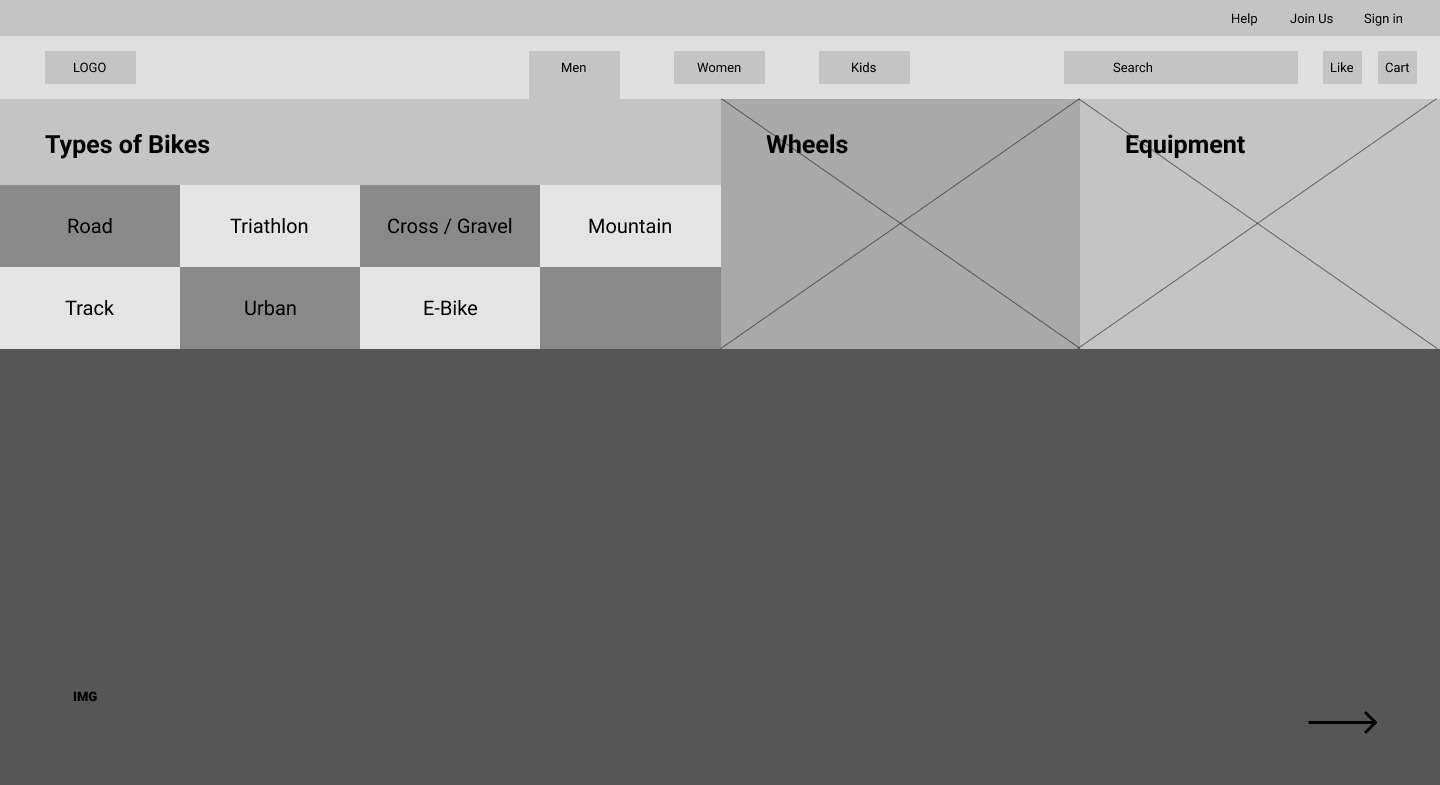 Help Join Us Sign in
LOGO Men Women Kids Search Like Cart
Types of Bikes Wheels Equipment
Road Triathlon Cross / Gravel Mountain
Track Urban E-Bike
IMG